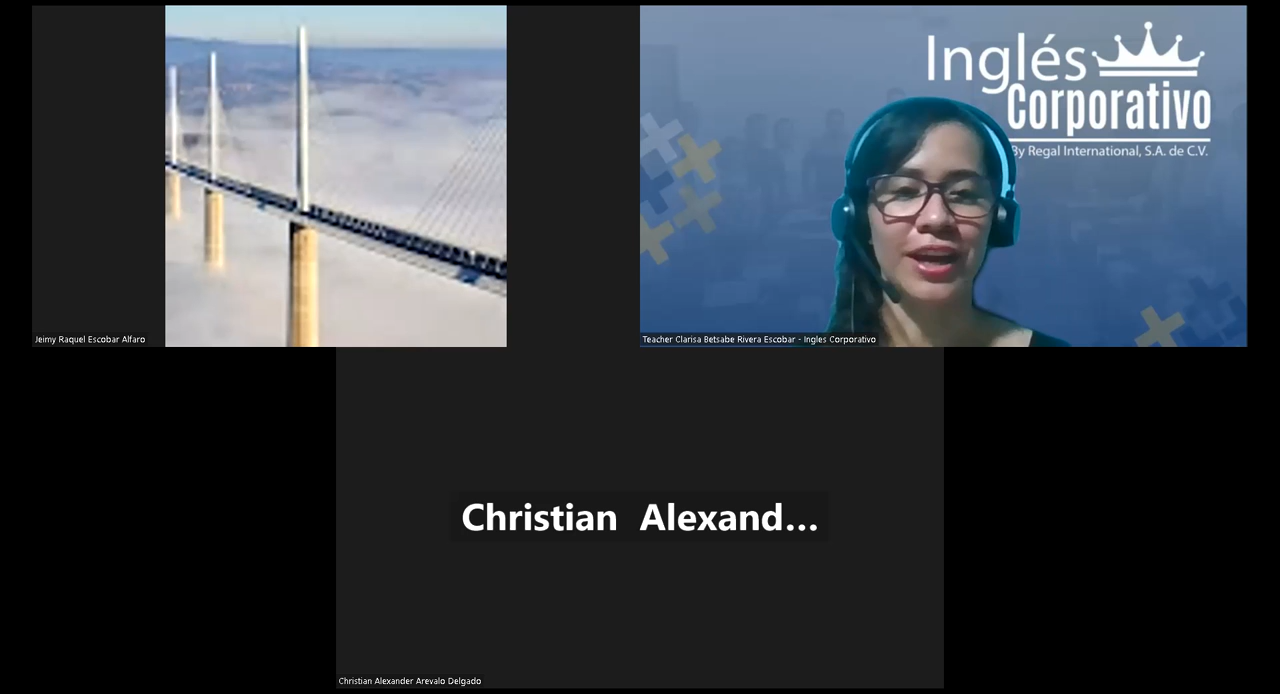 Inglés
Corporativo
By Regal International, S.A. de C.V.
Jeimy Raquel Escobar Alfaro
Teacher Clarisa Betsabe Rivera Escobar - Ingles Corporativo
Christian Alexand...
Christian Alexander Arevalo Delgado